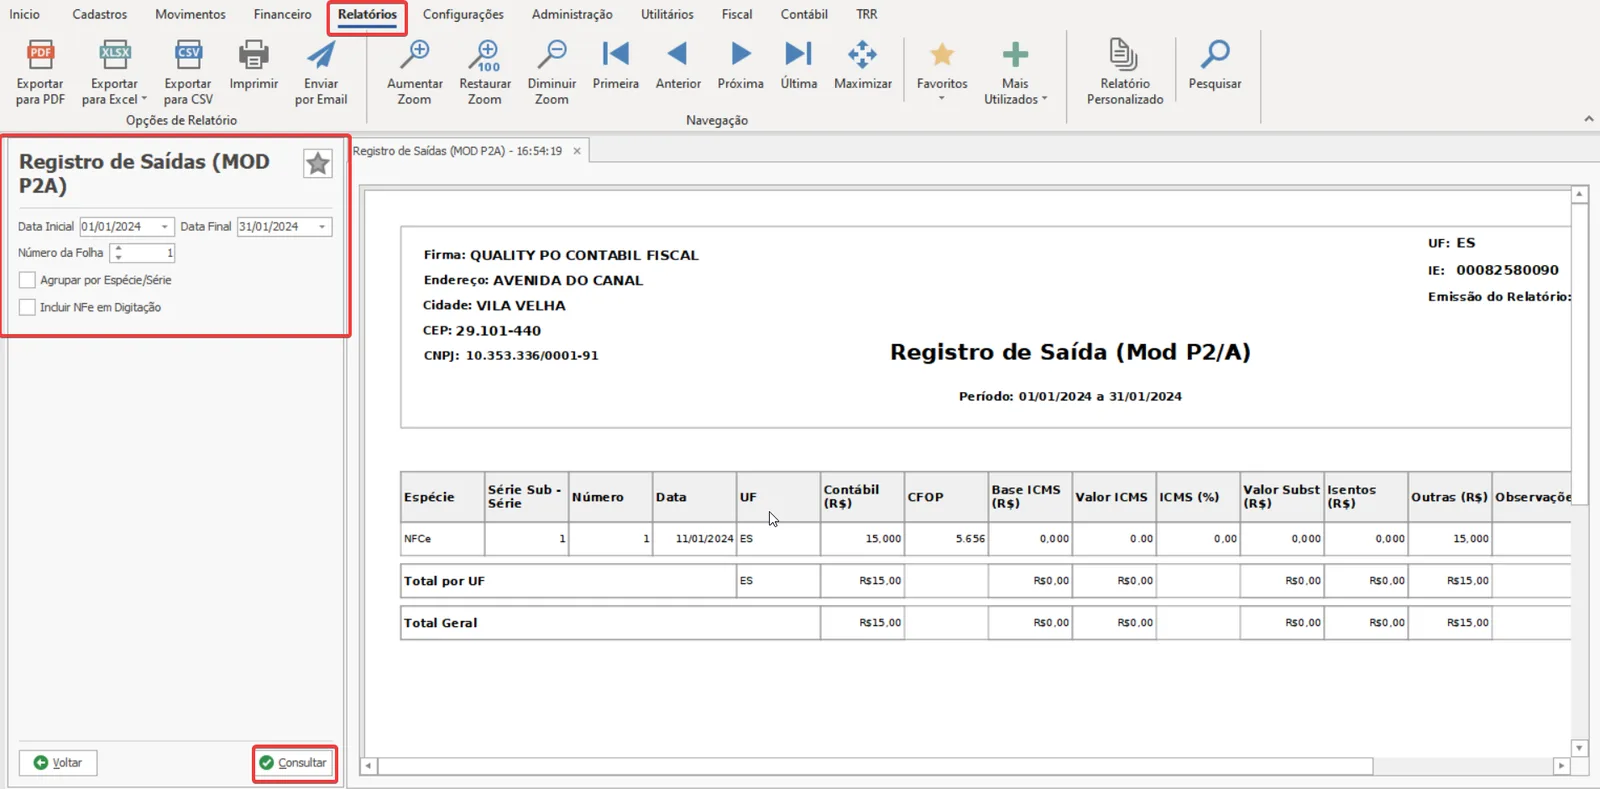 Inicio Cadastros Movimentos Financeiro Relatórios Configurações Administração Utilitários Fiscal Contábil TRR
PDF XLSX CSV 100
Exportar para PDF
Exportar para Excel
Exportar para CSV
Imprimir
Enviar por Email
Aumentar Zoom
Restaurar Zoom
Diminuir Zoom
Primeira
Anterior
Próxima
Última
Maximizar
Favoritos
Mais Utilizados
Relatório Personalizado
Pesquisar
Opções de Relatório
Navegação
Registro de Saídas (MOD
P2A)
Data Inicial 01/01/2024 Data Final 31/01/2024
Número da Folha 1
Agrupar por Espécie/Série
Incluir NFe em Digitação
Voltar
Consultar
Registro de Saídas (MOD P2A) - 16:54:19 ×
Firma: QUALITY PO CONTABIL FISCAL
Endereço: AVENIDA DO CANAL
Cidade: VILA VELHA
CEP: 29.101-440
CNPJ: 10.353.336/0001-91
UF: ES
IE: 00082580090
Emissão do Relatório:
Registro de Saída (Mod P2/A)
Período: 01/01/2024 a 31/01/2024
Espécie Série Sub - Série Número Data UF Contábil (R$) CFOP Base ICMS (R$) Valor ICMS ICMS (%) Valor Subst (R$) Isentos (R$) Outras (R$) Observaçõe
NFCe 1 1 11/01/2024 ES 15,000 5.656 0,000 0.00 0,00 0,000 0,000 15,000
Total por UF ES R$15,00 R$0,00 R$0,00 R$0,00 R$0,00 R$15,00
Total Geral R$15,00 R$0,00 R$0,00 R$0,00 R$0,00 R$15,00